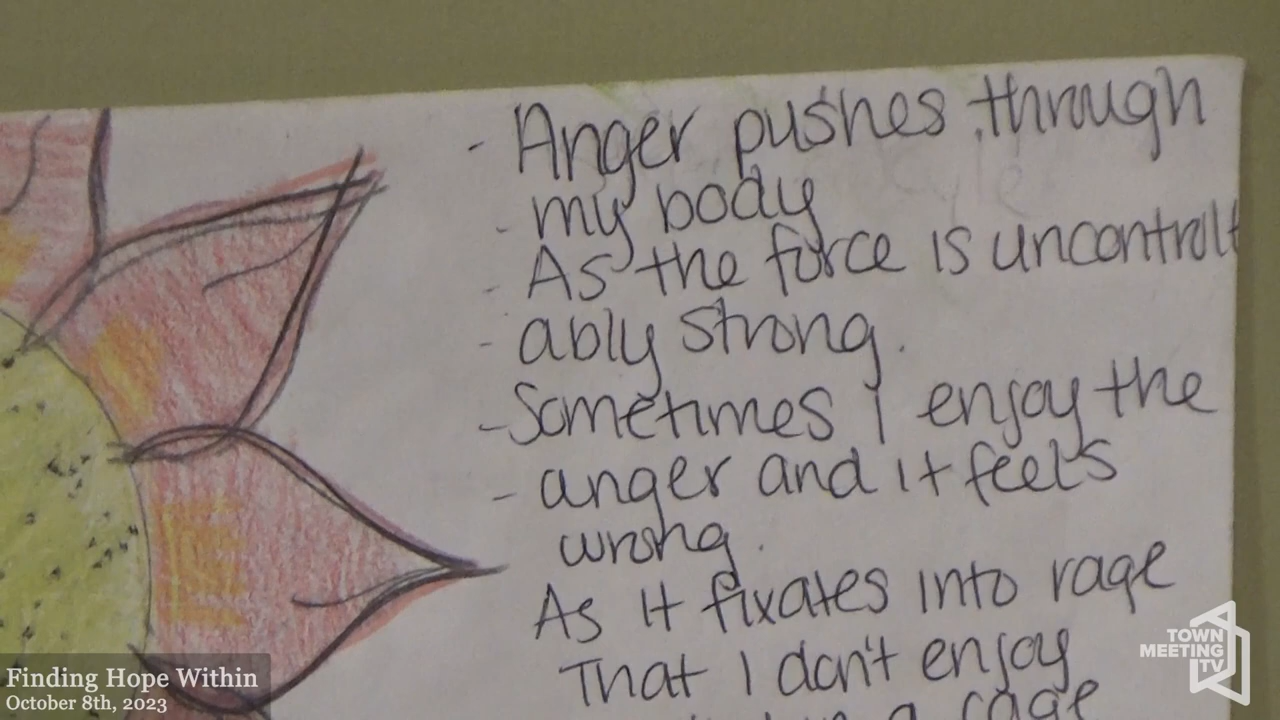 - Anger pushes through
- my body
- As the force is uncontroll
- ably strong.
- Sometimes I enjoy the
- anger and it feels
wrong.
As it fixates into rage
That I don't enjoy
a rage
Finding Hope Within
October 8th, 2023
TOWN
MEETING
TV